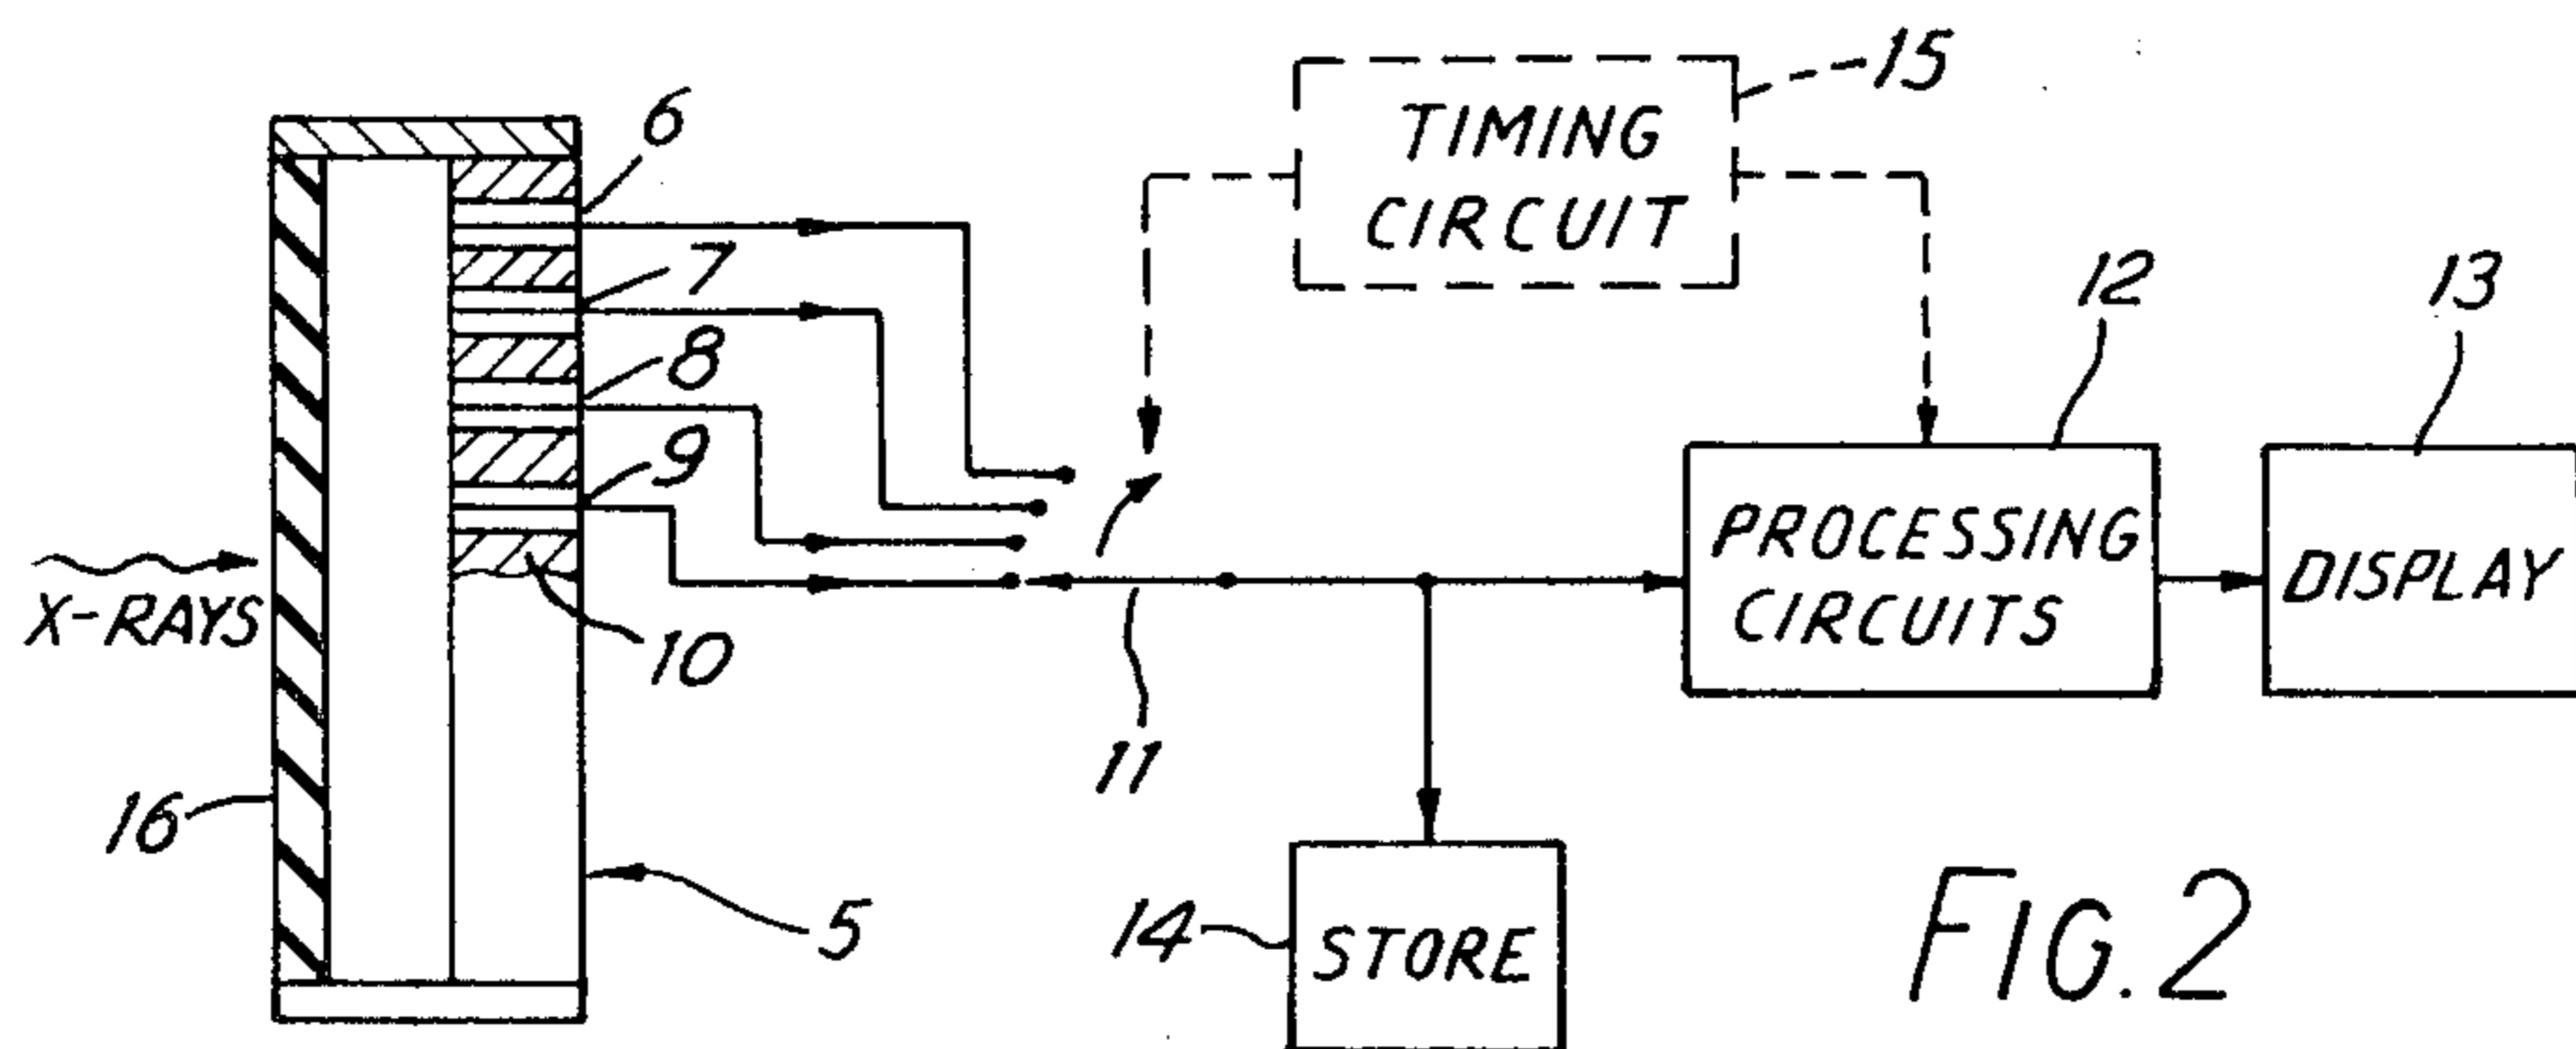 15
TIMING
CIRCUIT
6
7
8
9
12
13
X-RAYS
10
11
PROCESSING
CIRCUITS
DISPLAY
16
5
14
STORE
FIG.2